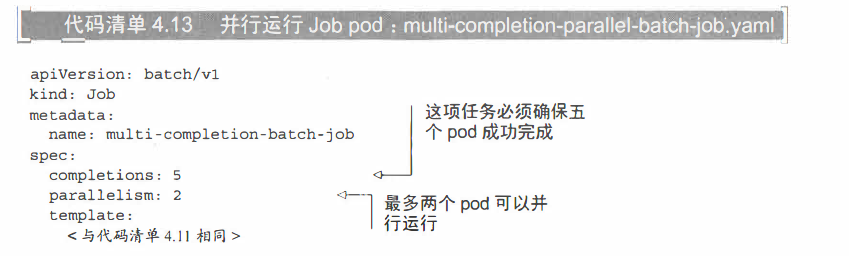 代码清单 4.13 并行运行 Job pod：multi-completion-parallel-batch-job.yaml
apiVersion: batch/v1
kind: Job
metadata:
name: multi-completion-batch-job
spec:
completions: 5
parallelism: 2
template:
<与代码清单 4.11 相同>
这项任务必须确保五
个 pod 成功完成
最多两个 pod 可以并
行运行